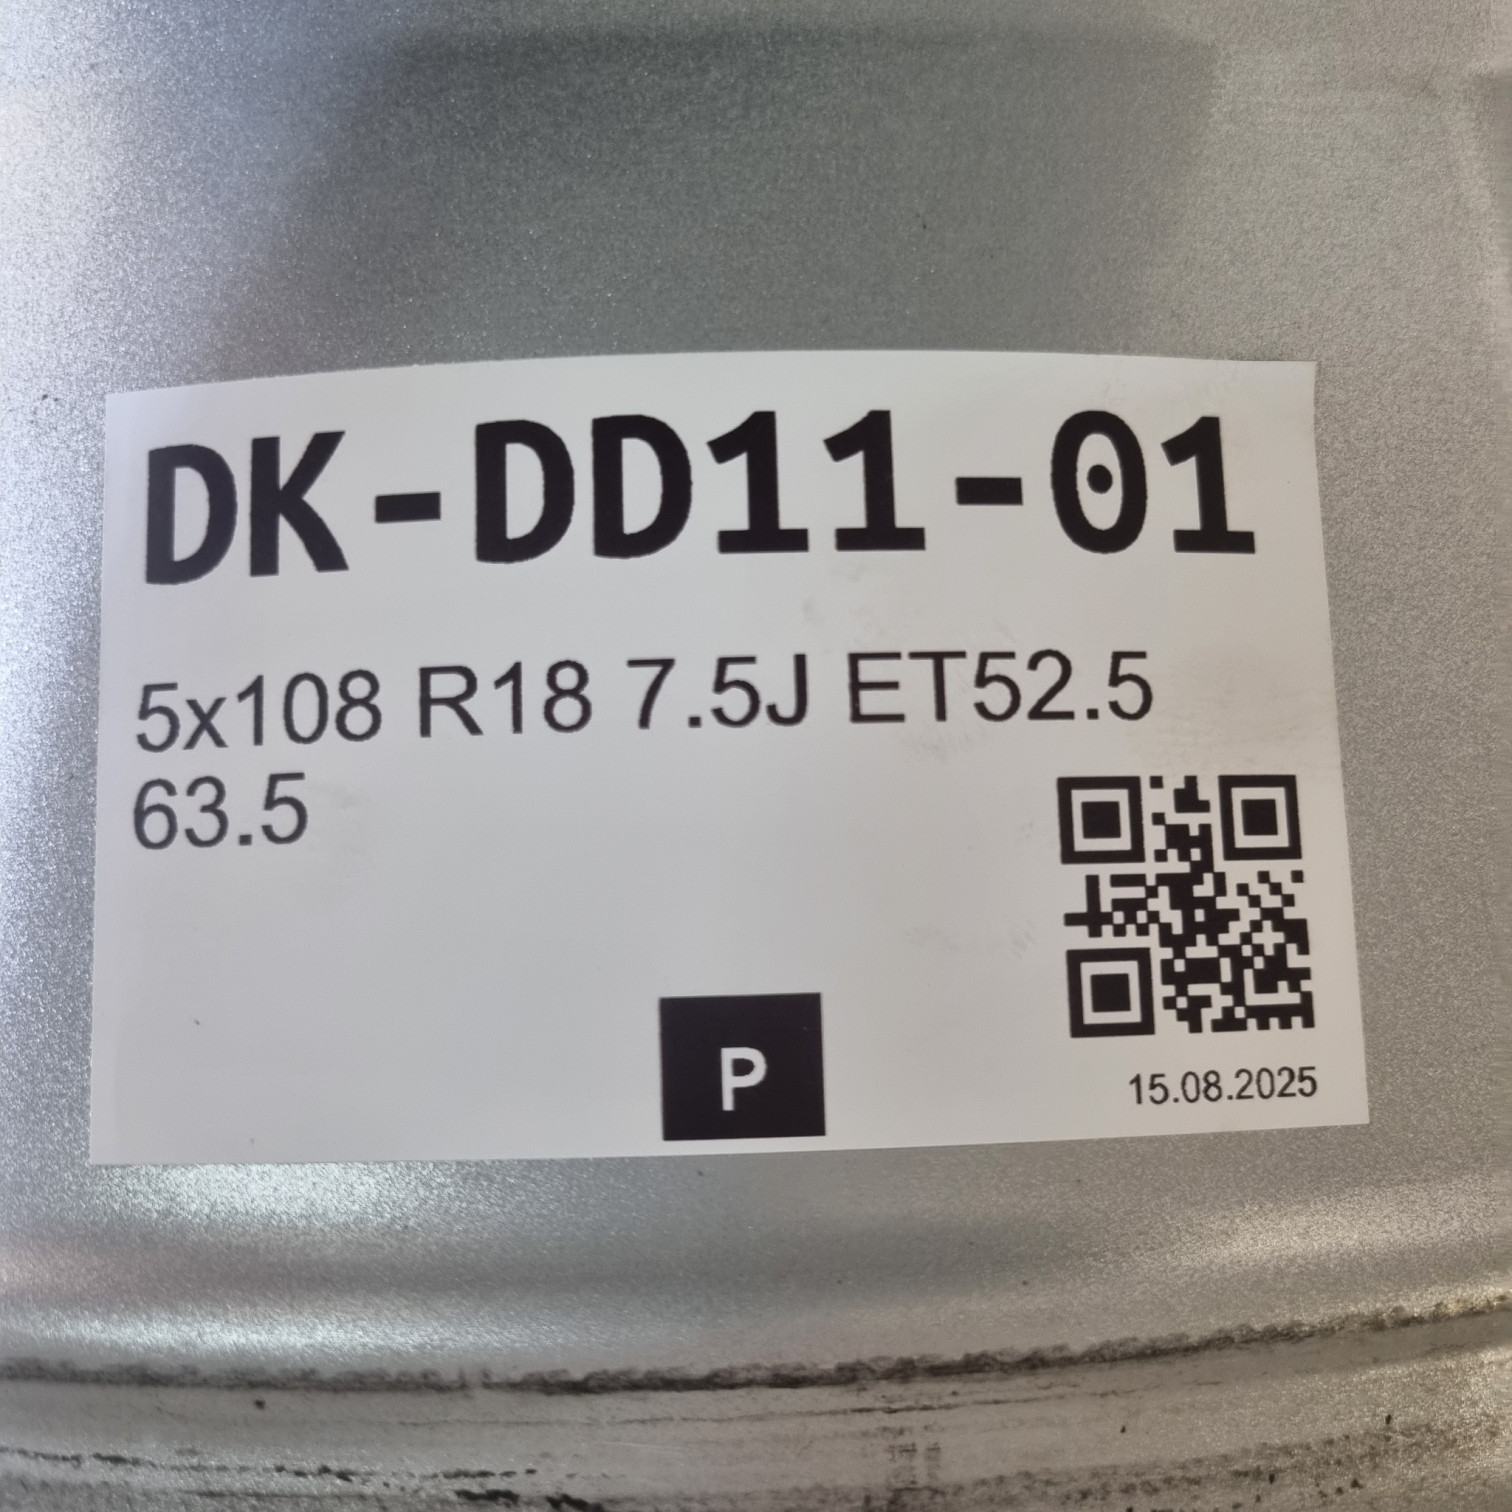 DK-DD11-01
5x108 R18 7.5J ET52.5
63.5
P
15.08.2025